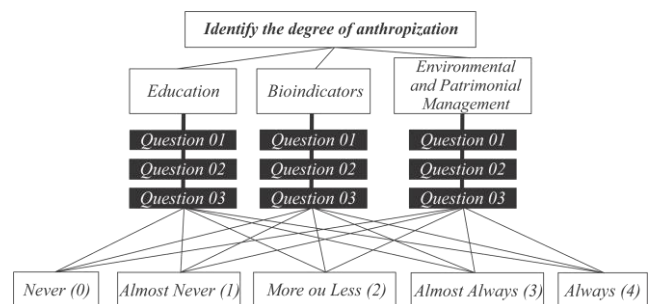 Identify the degree of anthropization
Education
Bioindicators
Environmental
and Patrimonial
Management
Question 01
Question 01
Question 01
Question 02
Question 02
Question 02
Question 03
Question 03
Question 03
Never (0)
Almost Never (1)
More ou Less (2)
Almost Always (3)
Always (4)